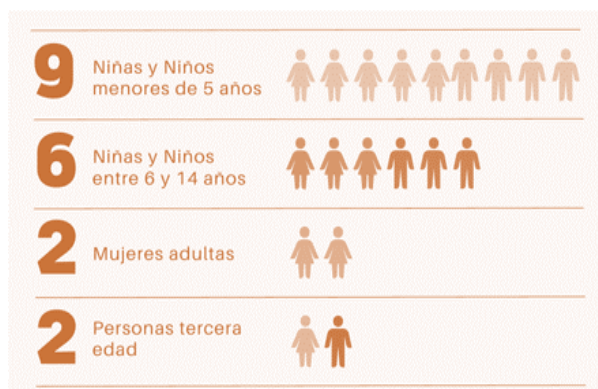 9
Niñas y Niños
menores de 5 años
6
Niñas y Niños
entre 6 y 14 años
2
Mujeres adultas
2
Personas tercera
edad